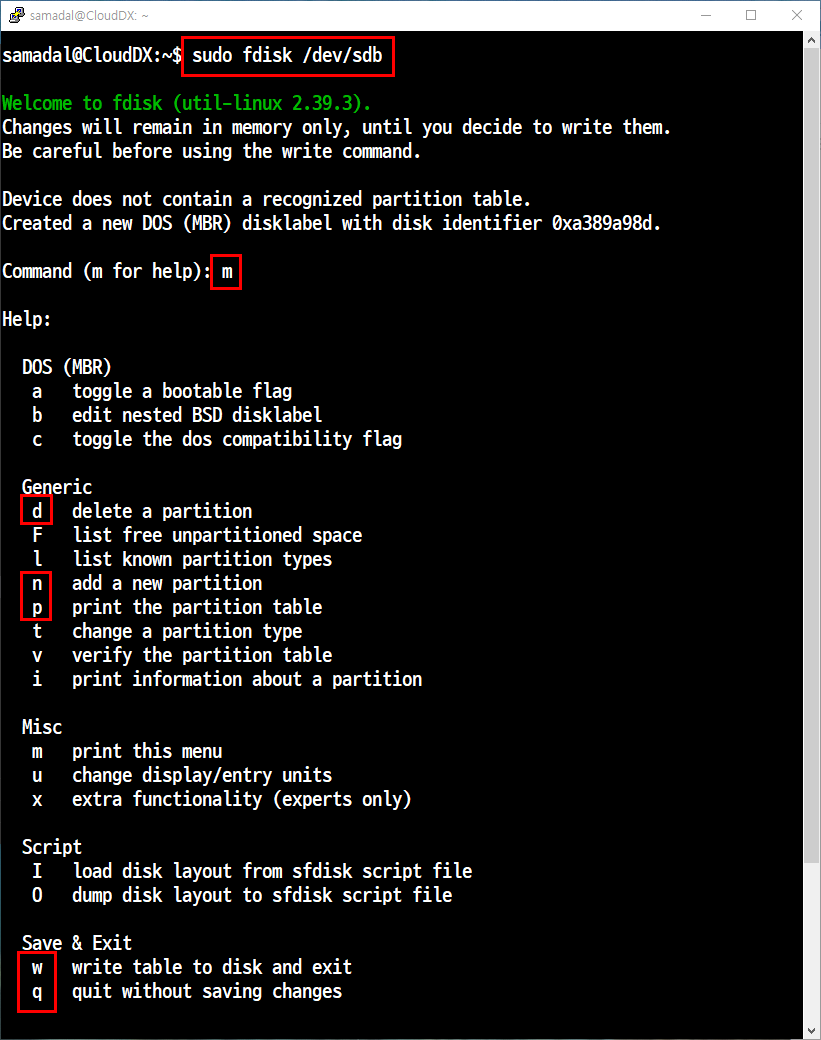 samadal@CloudDX: ~
samadal@CloudDX:~$ sudo fdisk /dev/sdb
Welcome to fdisk (util-linux 2.39.3).
Changes will remain in memory only, until you decide to write them.
Be careful before using the write command.
Device does not contain a recognized partition table.
Created a new DOS (MBR) disklabel with disk identifier 0xa389a98d.
Command (m for help): m
Help:
DOS (MBR)
a   toggle a bootable flag
b   edit nested BSD disklabel
c   toggle the dos compatibility flag
Generic
d   delete a partition
F   list free unpartitioned space
l   list known partition types
n   add a new partition
p   print the partition table
t   change a partition type
v   verify the partition table
i   print information about a partition
Misc
m   print this menu
u   change display/entry units
x   extra functionality (experts only)
Script
I   load disk layout from sfdisk script file
O   dump disk layout to sfdisk script file
Save & Exit
w   write table to disk and exit
q   quit without saving changes